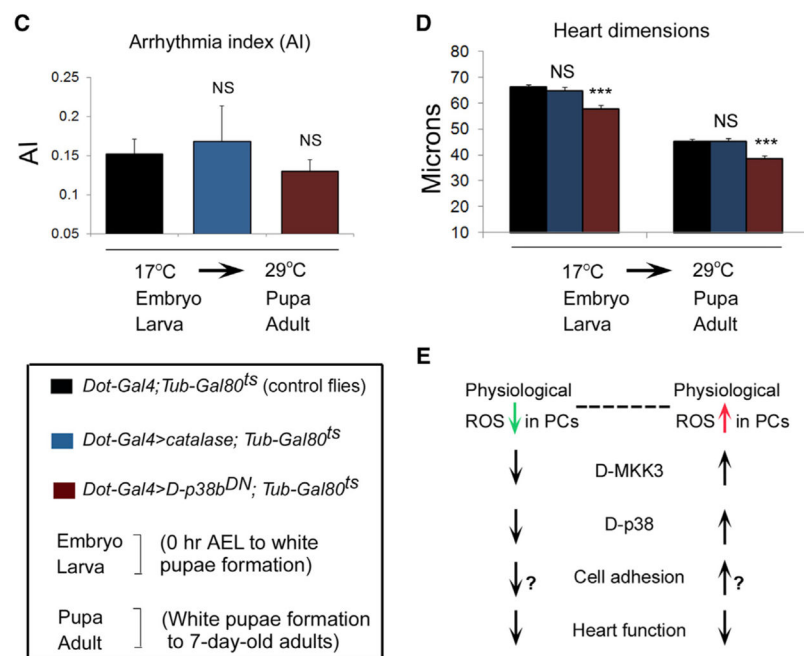 C
Arrhythmia index (AI)
0.25
0.2
0.15
0.1
0.05
AI
NS
NS
17°C 29°C
Embryo Pupa
Larva Adult
D
Heart dimensions
80
70
60
50
40
30
20
10
Microns
NS
***
NS
***
17°C 29°C
Embryo Pupa
Larva Adult
Dot-Gal4;Tub-Gal80ts (control flies)
Dot-Gal4>catalase; Tub-Gal80ts
Dot-Gal4>D-p38bDN; Tub-Gal80ts
Embryo
Larva
(0 hr AEL to white
pupae formation)
Pupa
Adult
(White pupae formation
to 7-day-old adults)
E
Physiological Physiological
ROS in PCs ROS in PCs
D-MKK3
D-p38
? Cell adhesion ?
Heart function